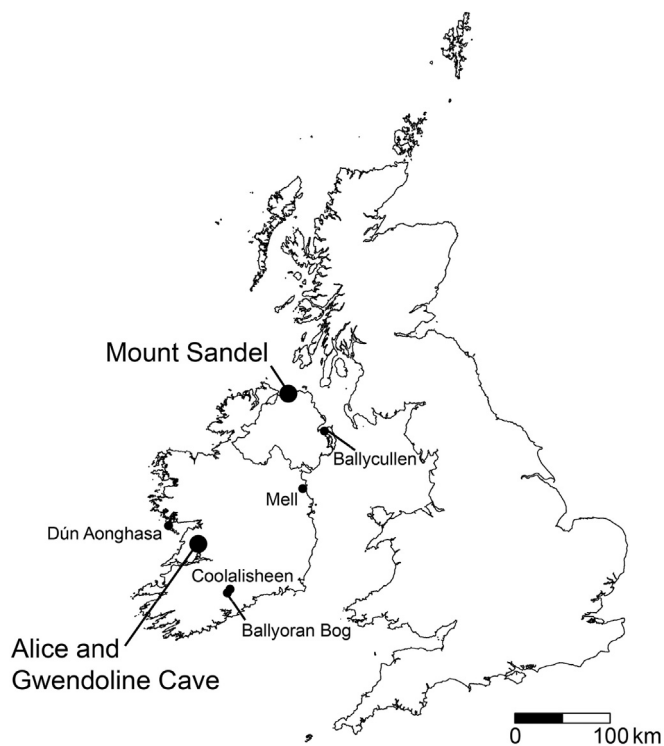 Mount Sandel
Ballycullen
Mell
Dún Aonghasa
Coolalisheen
Ballyoran Bog
Alice and
Gwendoline Cave
0 100 km